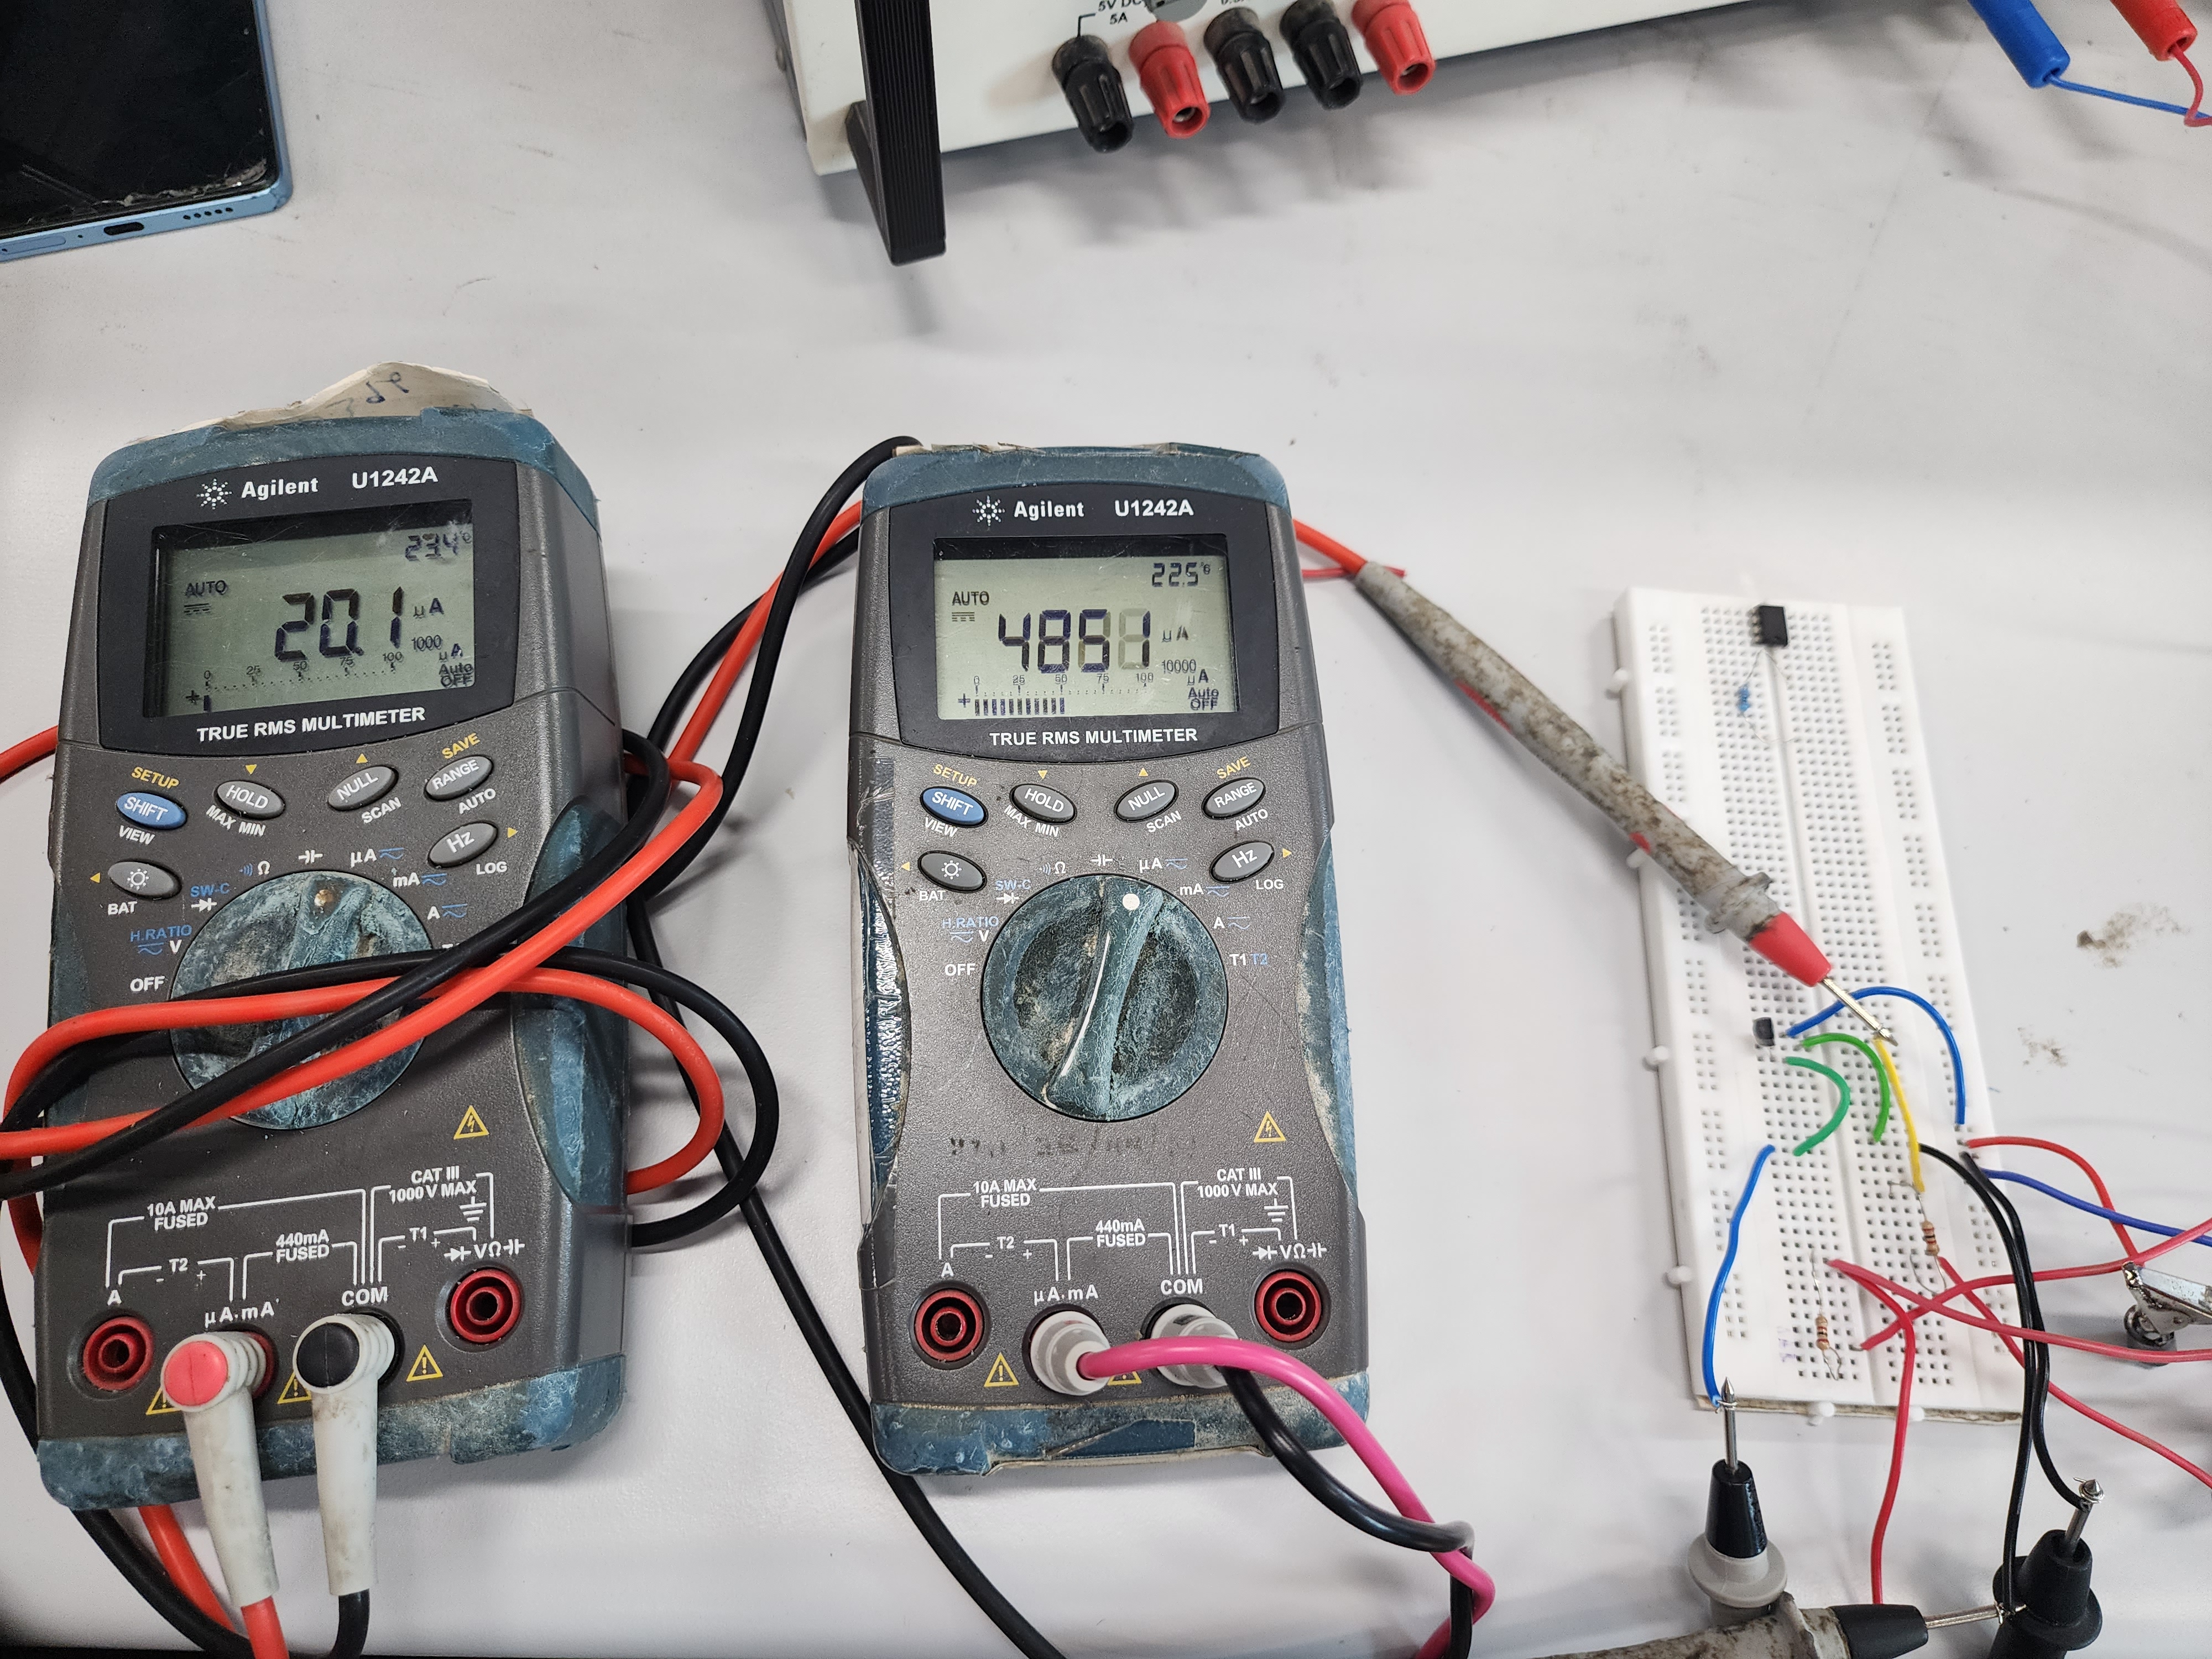 5V DC
5A
Agilent U1242A
23.4°C
AUTO
20.1 µA
1000 µA
0 25 50 75 100
Auto
OFF
TRUE RMS MULTIMETER
SETUP
SAVE
SHIFT
HOLD
NULL
RANGE
VIEW
MAX MIN
SCAN
AUTO
Hz
LOG
BAT
SW-C
Ω
µA
mA
A
H.RATIO
V
OFF
10A MAX
FUSED
440mA
FUSED
CAT III
1000V MAX
T2
T1
A
µA.mA
COM
VΩ
Agilent U1242A
22.5°C
AUTO
4851 µA
10000 µA
0 25 50 75 100
Auto
OFF
TRUE RMS MULTIMETER
SETUP
SAVE
SHIFT
HOLD
NULL
RANGE
VIEW
MAX MIN
SCAN
AUTO
Hz
LOG
BAT
SW-C
Ω
µA
mA
A
T1 T2
H.RATIO
V
OFF
10A MAX
FUSED
440mA
FUSED
CAT III
1000V MAX
T2
T1
A
µA.mA
COM
VΩ